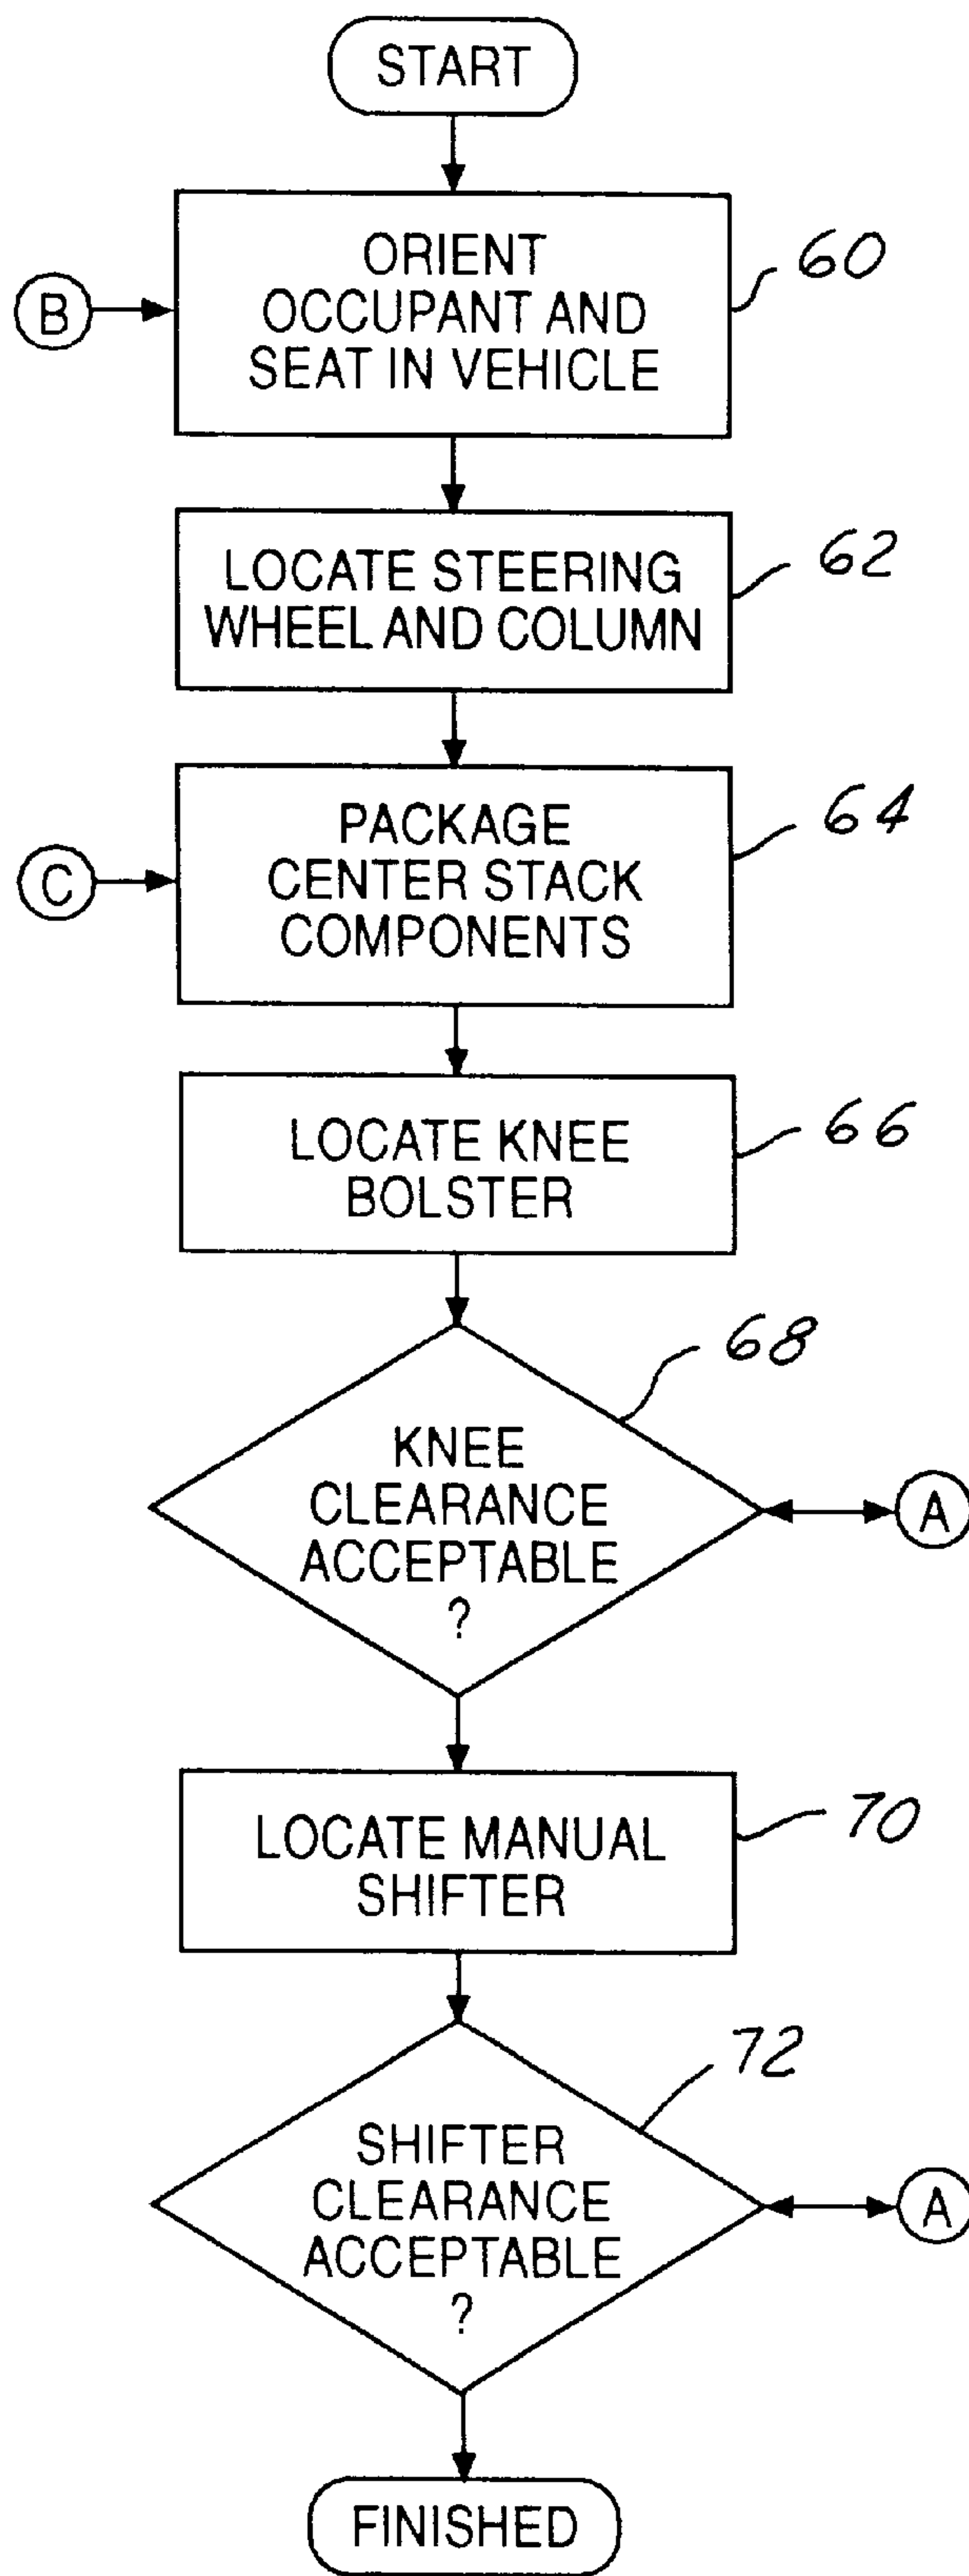 START
ORIENT
OCCUPANT AND
SEAT IN VEHICLE
60
B
LOCATE STEERING
WHEEL AND COLUMN
62
PACKAGE
CENTER STACK
COMPONENTS
64
C
LOCATE KNEE
BOLSTER
66
KNEE
CLEARANCE
ACCEPTABLE
?
68
A
LOCATE MANUAL
SHIFTER
70
SHIFTER
CLEARANCE
ACCEPTABLE
?
72
A
FINISHED